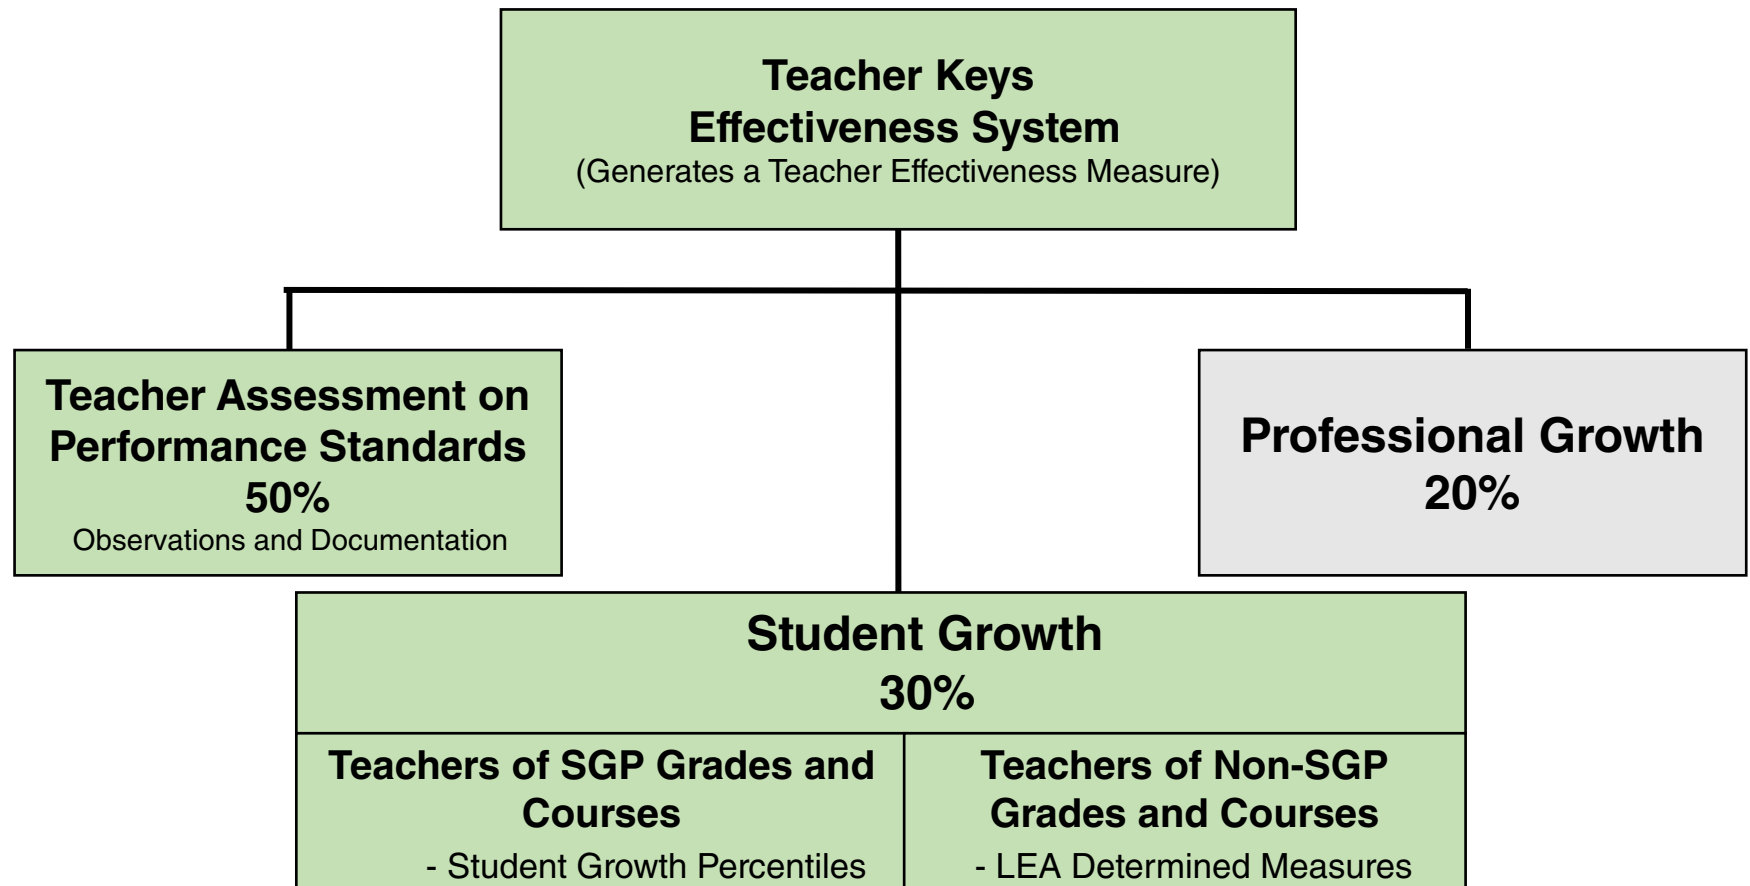 Teacher Keys
Effectiveness System
(Generates a Teacher Effectiveness Measure)
Teacher Assessment on
Performance Standards
50%
Observations and Documentation
Professional Growth
20%
Student Growth
30%
Teachers of SGP Grades and
Courses
- Student Growth Percentiles
Teachers of Non-SGP
Grades and Courses
- LEA Determined Measures